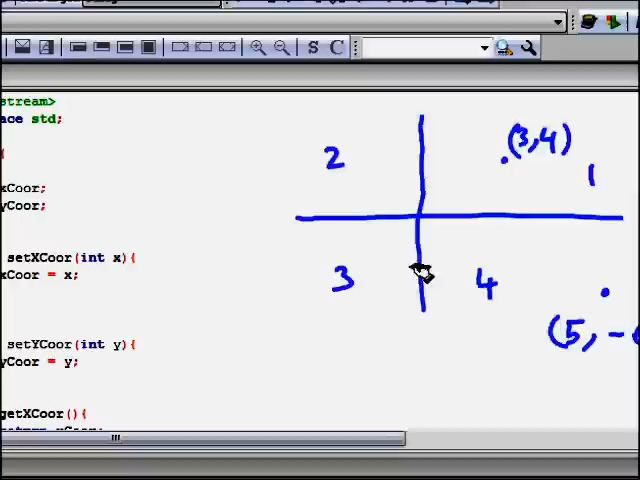 S C
stream>
ace std;
{
xCoor;
yCoor;
setXCoor(int x){
xCoor = x;
setYCoor(int y){
yCoor = y;
getXCoor(){
2
(3,4)
1
3
4
(5, -